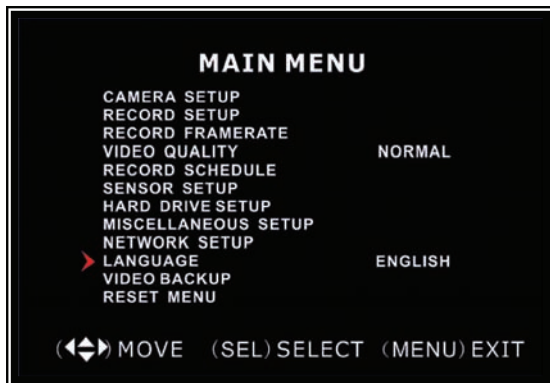 MAIN MENU
CAMERA SETUP
RECORD SETUP
RECORD FRAMERATE
VIDEO QUALITY NORMAL
RECORD SCHEDULE
SENSOR SETUP
HARD DRIVE SETUP
MISCELLANEOUS SETUP
NETWORK SETUP
LANGUAGE ENGLISH
VIDEO BACKUP
RESET MENU
() MOVE (SEL) SELECT (MENU) EXIT